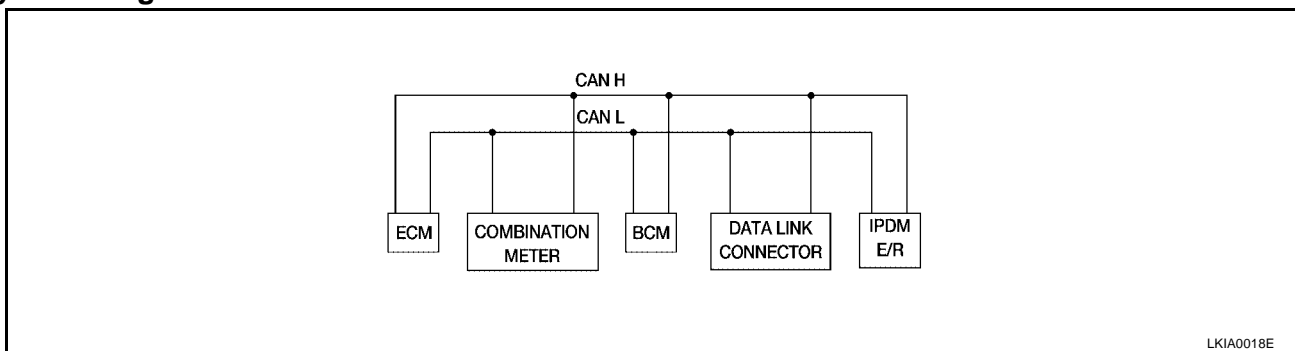 CAN H
CAN L
ECM
COMBINATION
METER
BCM
DATA LINK
CONNECTOR
IPDM
E/R
LKIA0018E